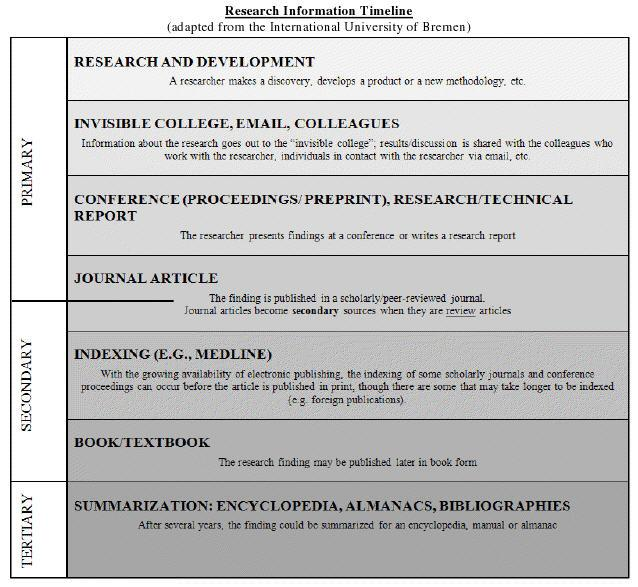 Research Information Timeline
(adapted from the International University of Bremen)
PRIMARY
RESEARCH AND DEVELOPMENT
A researcher makes a discovery, develops a product or a new methodology, etc.
INVISIBLE COLLEGE, EMAIL, COLLEAGUES
Information about the research goes out to the “invisible college”; results/discussion is shared with the colleagues who
work with the researcher, individuals in contact with the researcher via email, etc.
CONFERENCE (PROCEEDINGS/ PREPRINT), RESEARCH/TECHNICAL
REPORT
The researcher presents findings at a conference or writes a research report
JOURNAL ARTICLE
The finding is published in a scholarly/peer-reviewed journal.
Journal articles become secondary sources when they are review articles
SECONDARY
INDEXING (E.G., MEDLINE)
With the growing availability of electronic publishing, the indexing of some scholarly journals and conference
proceedings can occur before the article is published in print, though there are some that may take longer to be indexed
(e.g. foreign publications).
BOOK/TEXTBOOK
The research finding may be published later in book form
TERTIARY
SUMMARIZATION: ENCYCLOPEDIA, ALMANACS, BIBLIOGRAPHIES
After several years, the finding could be summarized for an encyclopedia, manual or almanac